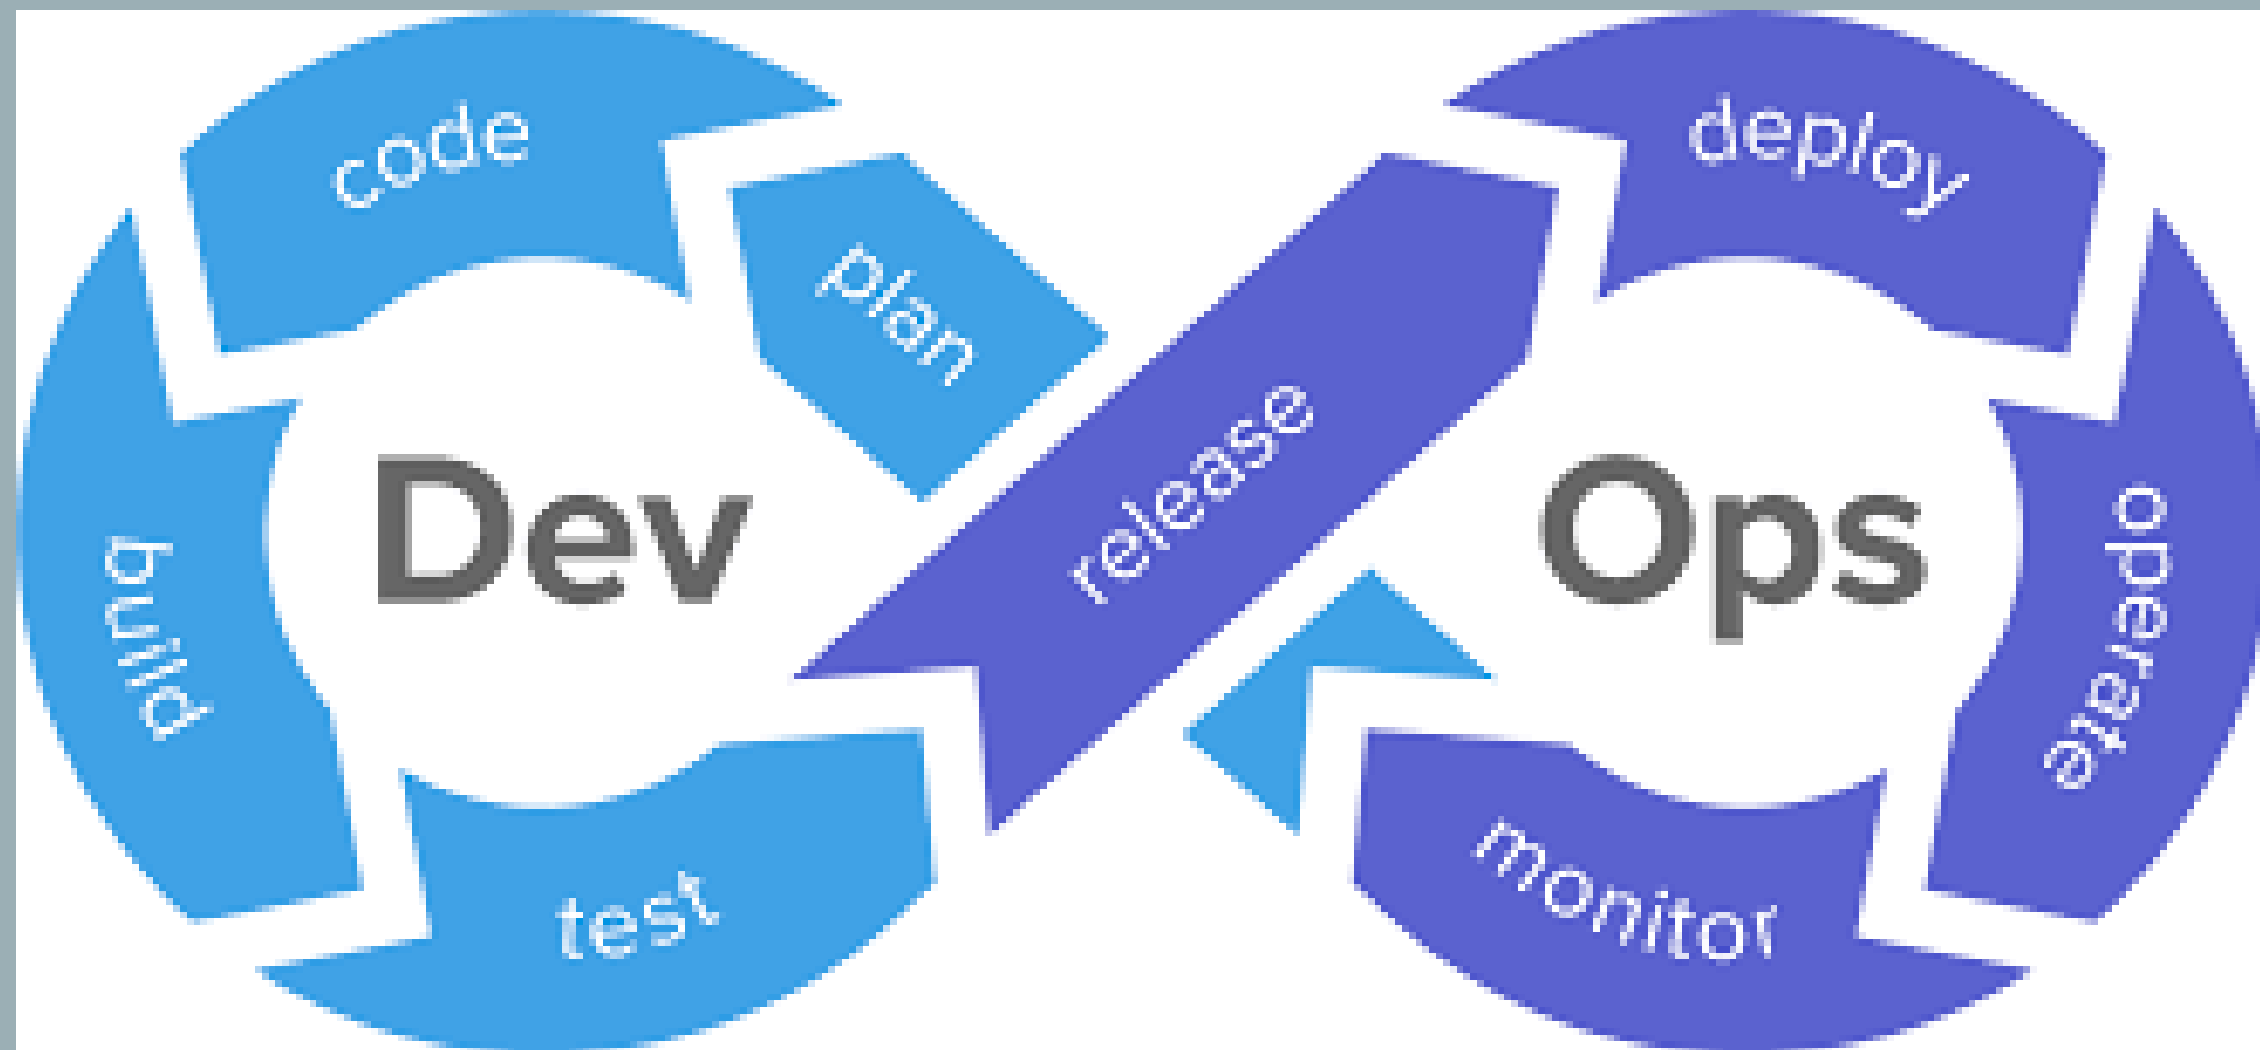 code
plan
build
test
Dev
release
deploy
operate
monitor
Ops